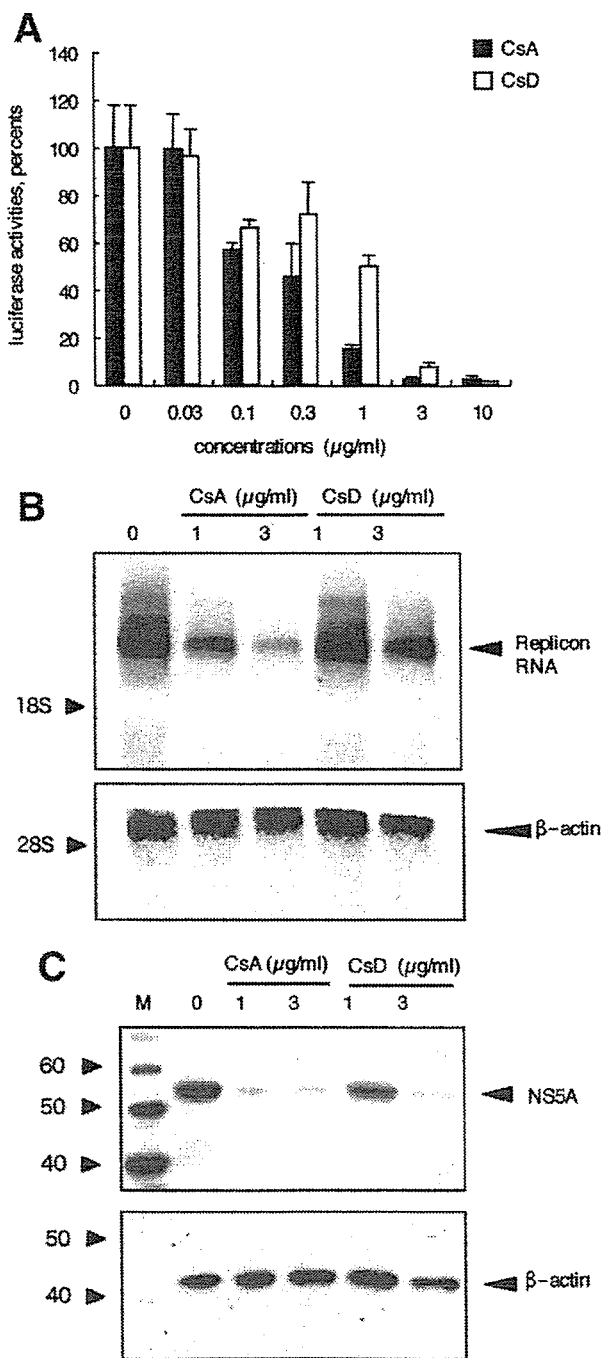 A
140
120
100
80
60
40
20
0
luciferase activities, percents
CsA
CsD
0 0.03 0.1 0.3 1 3 10
concentrations (µg/ml)
B
CsA (µg/ml) CsD (µg/ml)
0 1 3 1 3
Replicon
RNA
18S
28S
β-actin
C
CsA (µg/ml) CsD (µg/ml)
M 0 1 3 1 3
60
50
40
NS5A
50
40
β-actin